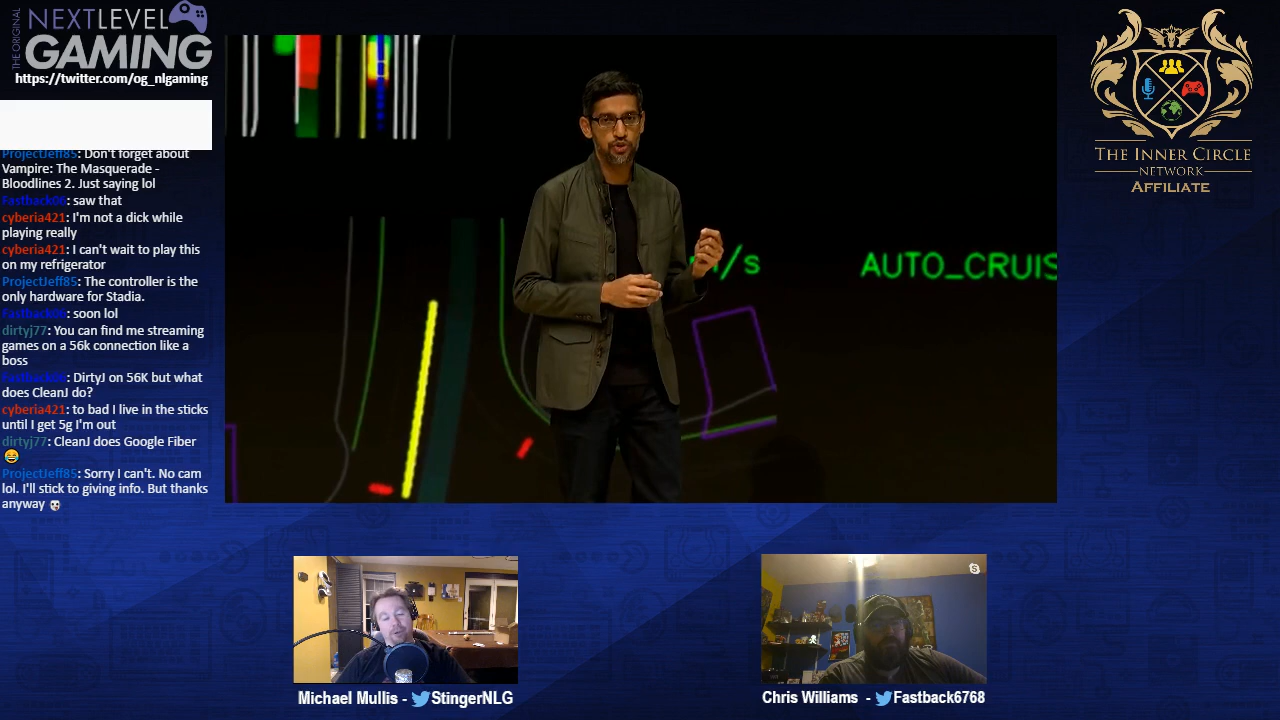 THE ORIGINAL
NEXTLEVEL
GAMING
https://twitter.com/og_nlgaming
ProjectJeff85: Don't forget about
Vampire: The Masquerade -
Bloodlines 2. Just saying lol
Fastback06: saw that
cyberia421: I'm not a dick while
playing really
cyberia421: I can't wait to play this
on my refrigerator
ProjectJeff85: The controller is the
only hardware for Stadia.
Fastback06: soon lol
dirtyj77: You can find me streaming
games on a 56k connection like a
boss
Fastback06: DirtyJ on 56K but what
does CleanJ do?
cyberia421: to bad I live in the sticks
until I get 5g I'm out
dirtyj77: CleanJ does Google Fiber
😂
ProjectJeff85: Sorry I can't. No cam
lol. I'll stick to giving info. But thanks
anyway
/s
AUTO_CRUIS
THE INNER CIRCLE
NETWORK
AFFILIATE
Michael Mullis - StingerNLG
Chris Williams - Fastback6768